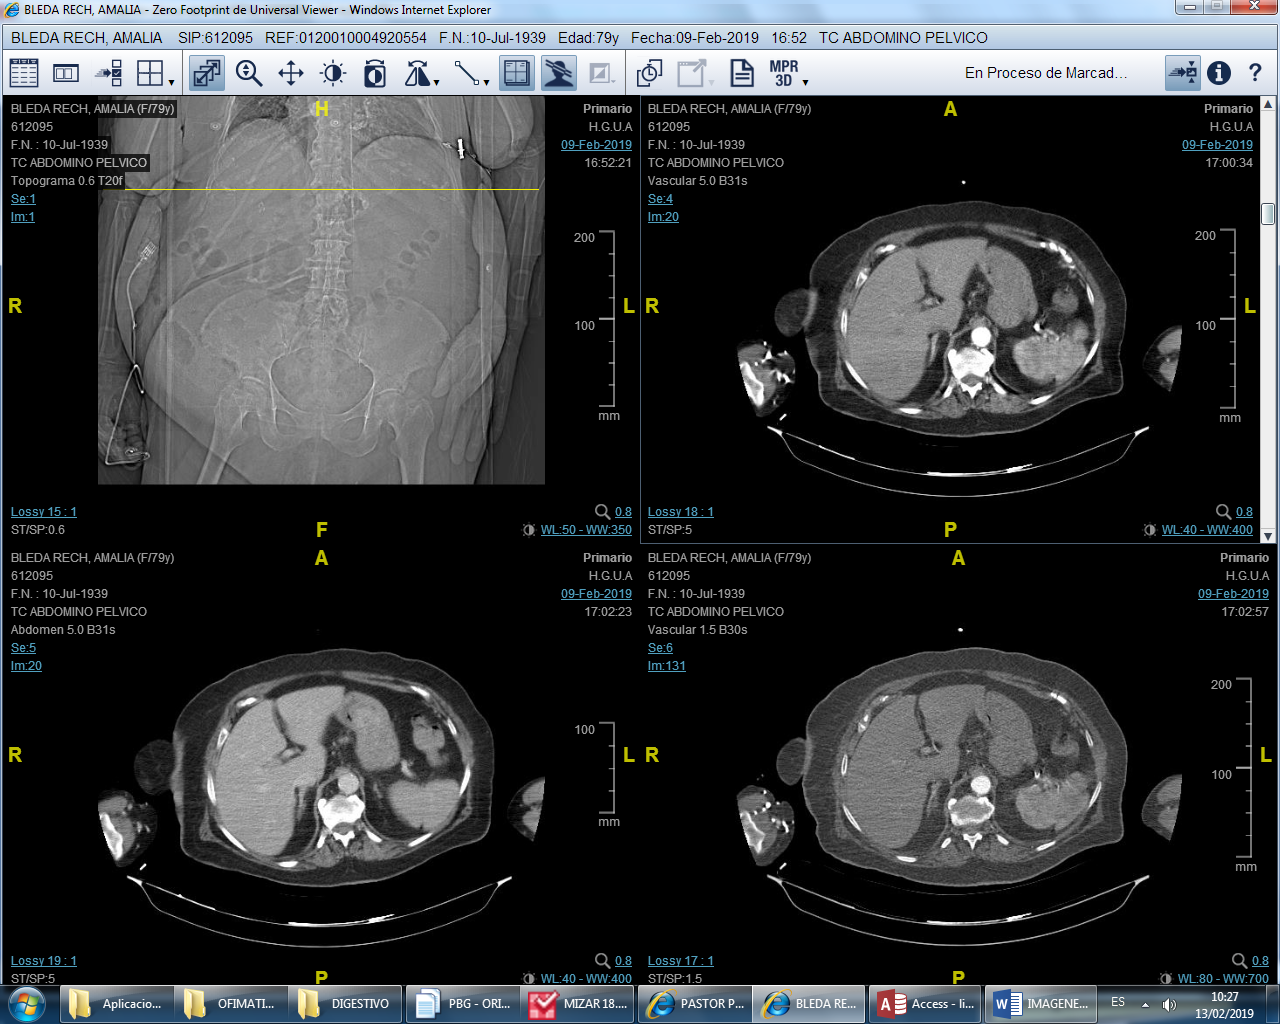 BLEDA RECH, AMALIA - Zero Footprint de Universal Viewer - Windows Internet Explorer
BLEDA RECH, AMALIA SIP:612095 REF:0120010004920554 F.N.:10-Jul-1939 Edad:79y Fecha:09-Feb-2019 16:52 TC ABDOMINO PELVICO
MPR
3D
En Proceso de Marcad...
BLEDA RECH, AMALIA (F/79y)
612095
F.N. : 10-Jul-1939
TC ABDOMINO PELVICO
Topograma 0.6 T20f
Se:1
Im:1
H
Primario
H.G.U.A
09-Feb-2019
16:52:21
R
L
200
100
mm
Lossy 15 : 1
ST/SP:0.6
F
0.8
WL:50 - WW:350
BLEDA RECH, AMALIA (F/79y)
612095
F.N. : 10-Jul-1939
TC ABDOMINO PELVICO
Vascular 5.0 B31s
Se:4
Im:20
A
Primario
H.G.U.A
09-Feb-2019
17:00:34
R
L
200
100
mm
Lossy 18 : 1
ST/SP:5
P
0.8
WL:40 - WW:400
BLEDA RECH, AMALIA (F/79y)
612095
F.N. : 10-Jul-1939
TC ABDOMINO PELVICO
Abdomen 5.0 B31s
Se:5
Im:20
A
Primario
H.G.U.A
09-Feb-2019
17:02:23
R
L
100
mm
Lossy 19 : 1
ST/SP:5
P
0.8
WL:40 - WW:400
BLEDA RECH, AMALIA (F/79y)
612095
F.N. : 10-Jul-1939
TC ABDOMINO PELVICO
Vascular 1.5 B30s
Se:6
Im:131
A
Primario
H.G.U.A
09-Feb-2019
17:02:57
R
L
200
100
mm
Lossy 17 : 1
ST/SP:1.5
P
0.8
WL:80 - WW:700
Aplicacio...
OFIMATI...
DIGESTIVO
PBG - ORI...
MIZAR 18....
PASTOR P...
BLEDA RE...
Access - li...
IMAGENE...
ES
10:27
13/02/2019